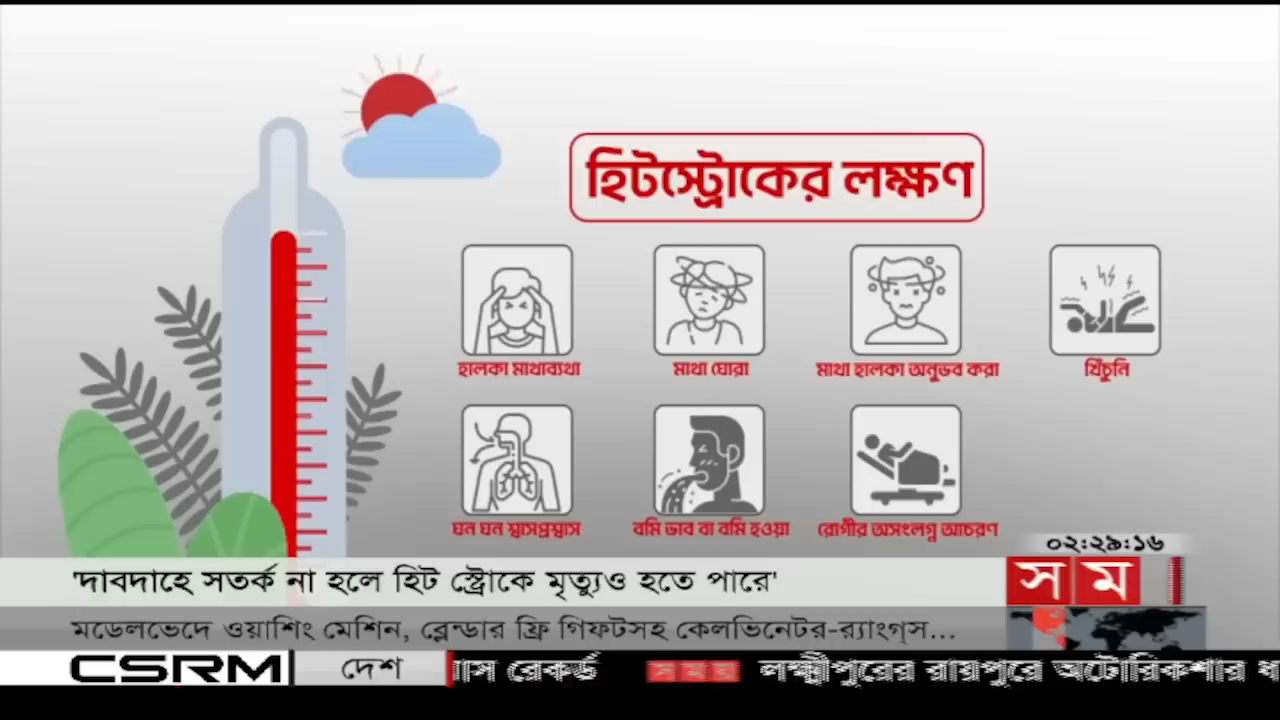 হিটস্ট্রোকের লক্ষণ
হালকা মাথাব্যথা
মাথা ঘোরা
মাথা হালকা অনুভব করা
খিঁচুনি
ঘন ঘন শ্বাসপ্রশ্বাস
বমি ভাব বা বমি হওয়া
রোগীর অসংলগ্ন আচরণ
০২:২৯:১৬
'দাবদাহে সতর্ক না হলে হিট স্ট্রোকে মৃত্যুও হতে পারে'
সময়
মডেলভেদে ওয়াশিং মেশিন, ব্লেন্ডার ফ্রি গিফটসহ কেলভিনেটর-র‍্যাংগ্‌স...
CSRM
দেশ
রেকর্ড
সময়
লক্ষ্মীপুরের রায়পুরে অটোরিকশার